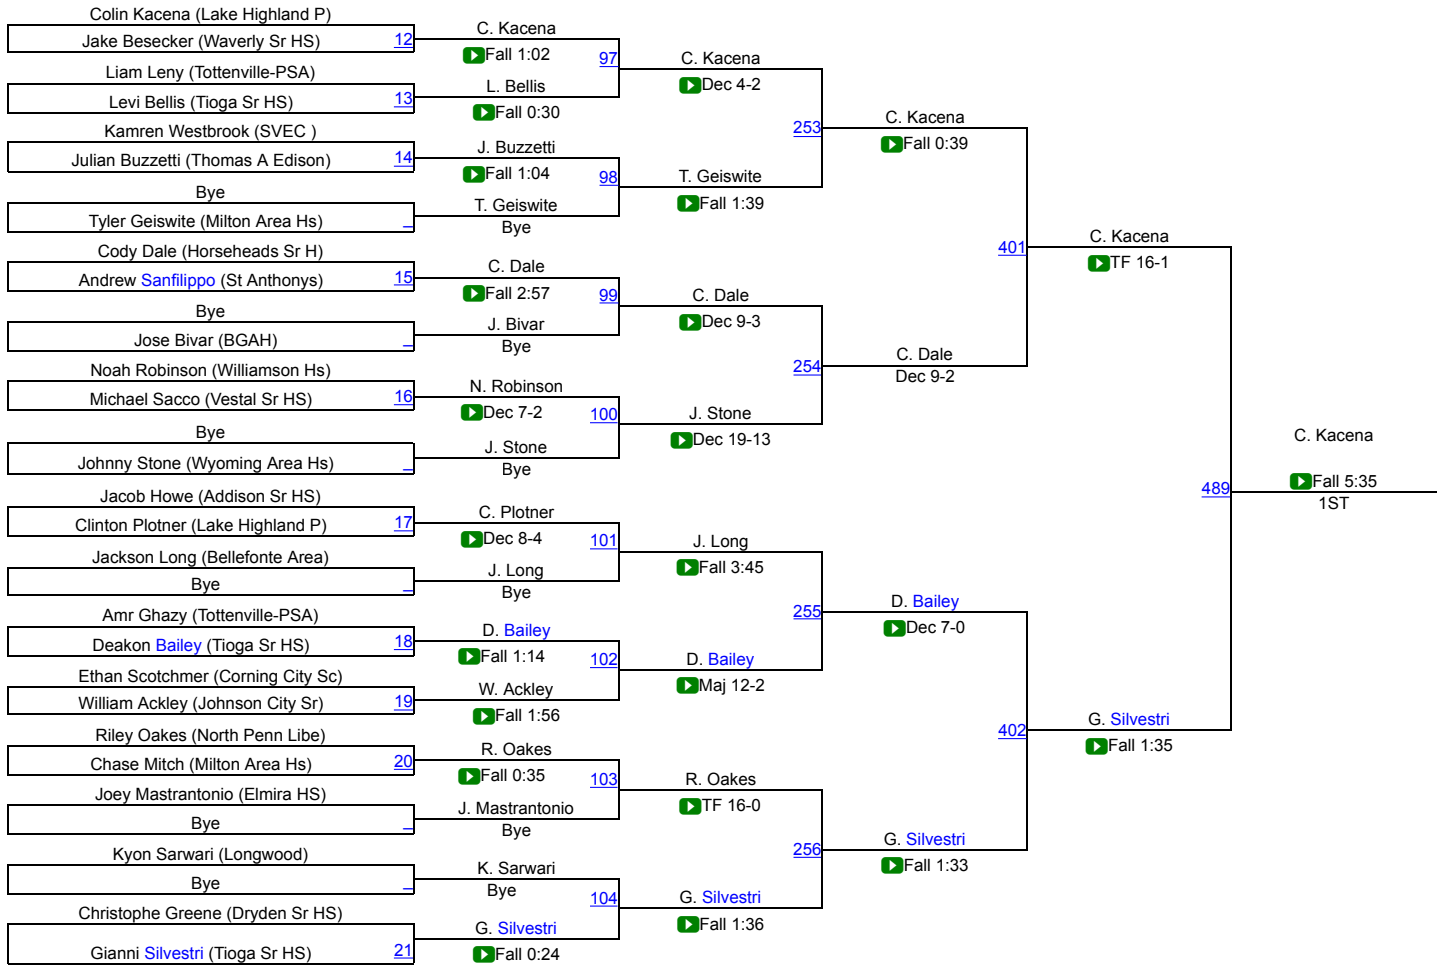 Colin Kacena (Lake Highland P)
Jake Besecker (Waverly Sr HS) 12
Liam Leny (Tottenville-PSA)
Levi Bellis (Tioga Sr HS) 13
Kamren Westbrook (SVEC )
Julian Buzzetti (Thomas A Edison) 14
Bye
Tyler Geiswite (Milton Area Hs) _
Cody Dale (Horseheads Sr H)
Andrew Sanfilippo (St Anthonys) 15
Bye
Jose Bivar (BGAH) _
Noah Robinson (Williamson Hs)
Michael Sacco (Vestal Sr HS) 16
Bye
Johnny Stone (Wyoming Area Hs) _
Jacob Howe (Addison Sr HS)
Clinton Plotner (Lake Highland P) 17
Jackson Long (Bellefonte Area)
Bye _
Amr Ghazy (Tottenville-PSA)
Deakon Bailey (Tioga Sr HS) 18
Ethan Scotchmer (Corning City Sc)
William Ackley (Johnson City Sr) 19
Riley Oakes (North Penn Libe)
Chase Mitch (Milton Area Hs) 20
Joey Mastrantonio (Elmira HS)
Bye _
Kyon Sarwari (Longwood)
Bye _
Christophe Greene (Dryden Sr HS)
Gianni Silvestri (Tioga Sr HS) 21
C. Kacena
Fall 1:02
97
L. Bellis
Fall 0:30
J. Buzzetti
Fall 1:04
98
T. Geiswite
Bye
C. Dale
Fall 2:57
99
J. Bivar
Bye
N. Robinson
Dec 7-2
100
J. Stone
Bye
C. Plotner
Dec 8-4
101
J. Long
Bye
D. Bailey
Fall 1:14
102
W. Ackley
Fall 1:56
R. Oakes
Fall 0:35
103
J. Mastrantonio
Bye
K. Sarwari
Bye
104
G. Silvestri
Fall 0:24
C. Kacena
Dec 4-2
253
T. Geiswite
Fall 1:39
C. Dale
Dec 9-3
254
J. Stone
Dec 19-13
J. Long
Fall 3:45
255
D. Bailey
Maj 12-2
R. Oakes
TF 16-0
256
G. Silvestri
Fall 1:36
C. Kacena
Fall 0:39
401
C. Dale
Dec 9-2
D. Bailey
Dec 7-0
402
G. Silvestri
Fall 1:33
C. Kacena
TF 16-1
489
G. Silvestri
Fall 1:35
C. Kacena
Fall 5:35
1ST